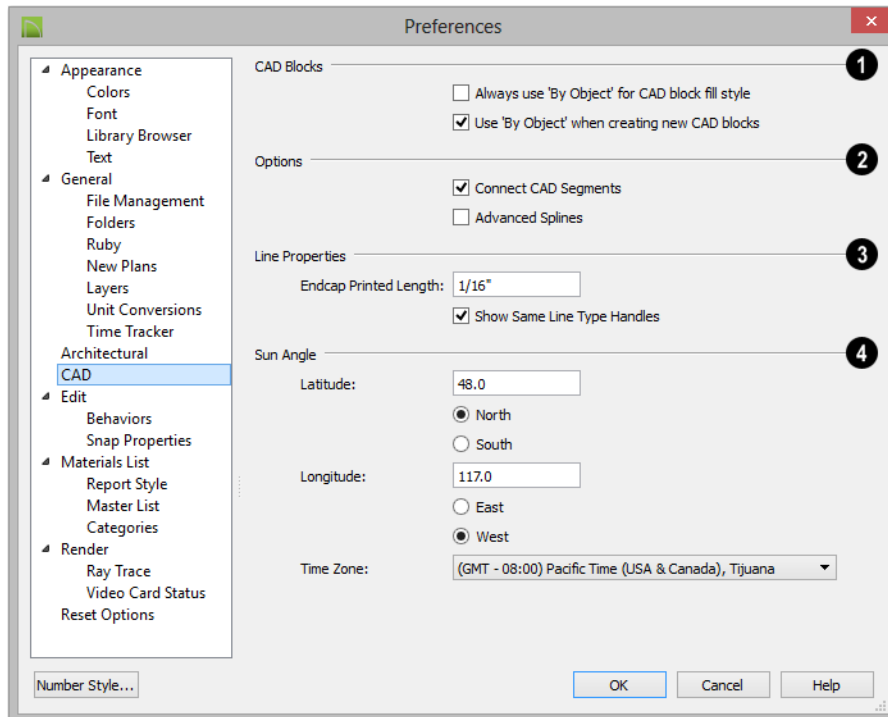 Preferences
Appearance
Colors
Font
Library Browser
Text
General
File Management
Folders
Ruby
New Plans
Layers
Unit Conversions
Time Tracker
Architectural
CAD
Edit
Behaviors
Snap Properties
Materials List
Report Style
Master List
Categories
Render
Ray Trace
Video Card Status
Reset Options
CAD Blocks 1
Always use 'By Object' for CAD block fill style
Use 'By Object' when creating new CAD blocks
Options 2
Connect CAD Segments
Advanced Splines
Line Properties 3
Endcap Printed Length: 1/16"
Show Same Line Type Handles
Sun Angle 4
Latitude: 48.0
North
South
Longitude: 117.0
East
West
Time Zone: (GMT - 08:00) Pacific Time (USA & Canada), Tijuana
Number Style... OK Cancel Help